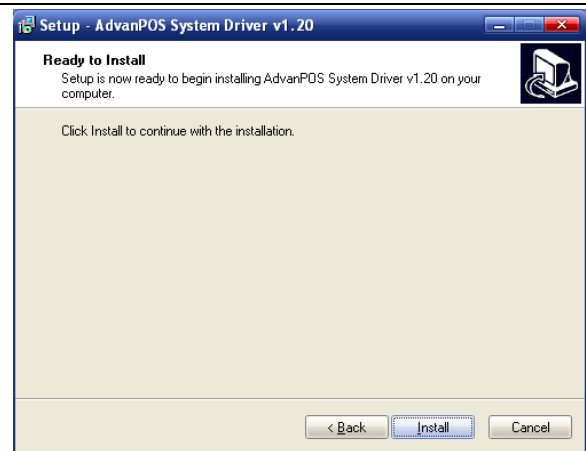 Setup - AdvanPOS System Driver v1.20
Ready to Install
Setup is now ready to begin installing AdvanPOS System Driver v1.20 on your
computer.
Click Install to continue with the installation.
< Back
Install
Cancel